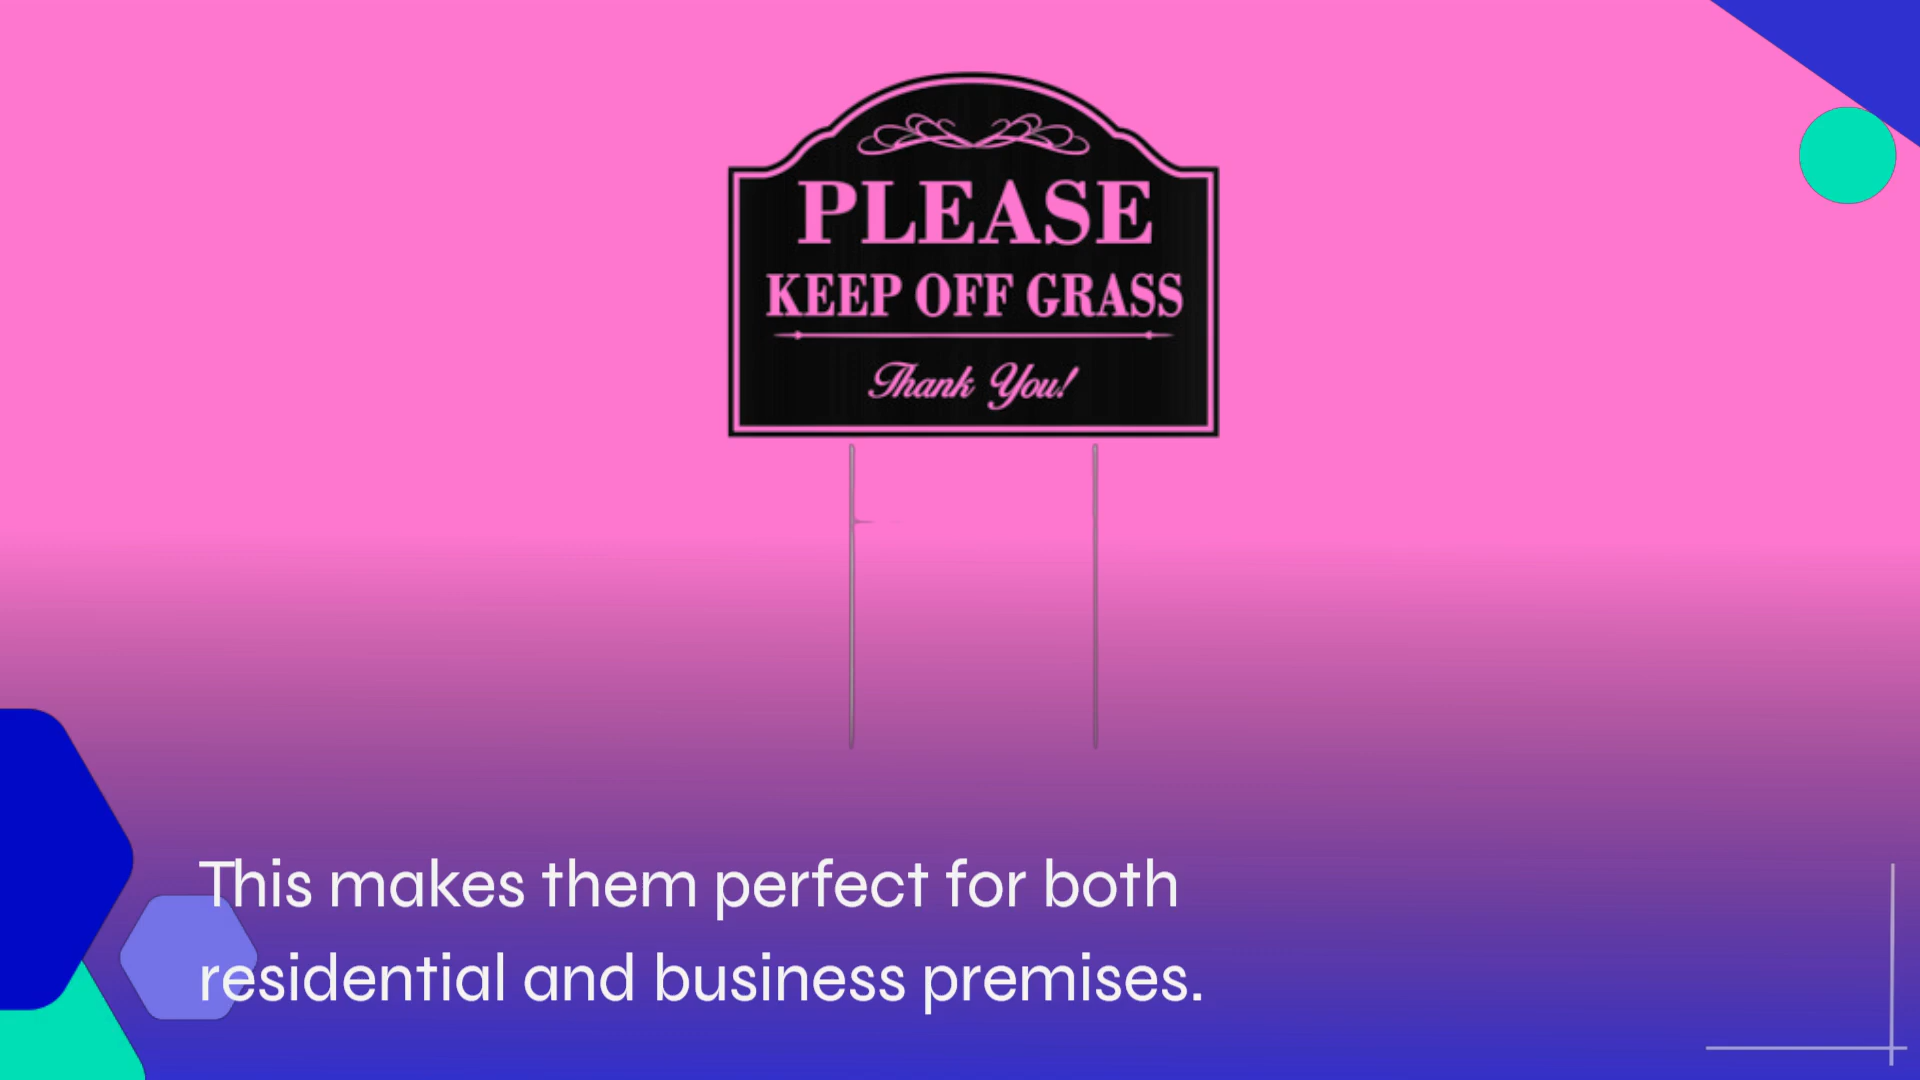 PLEASE
KEEP OFF GRASS
Thank You!
This makes them perfect for both
residential and business premises.